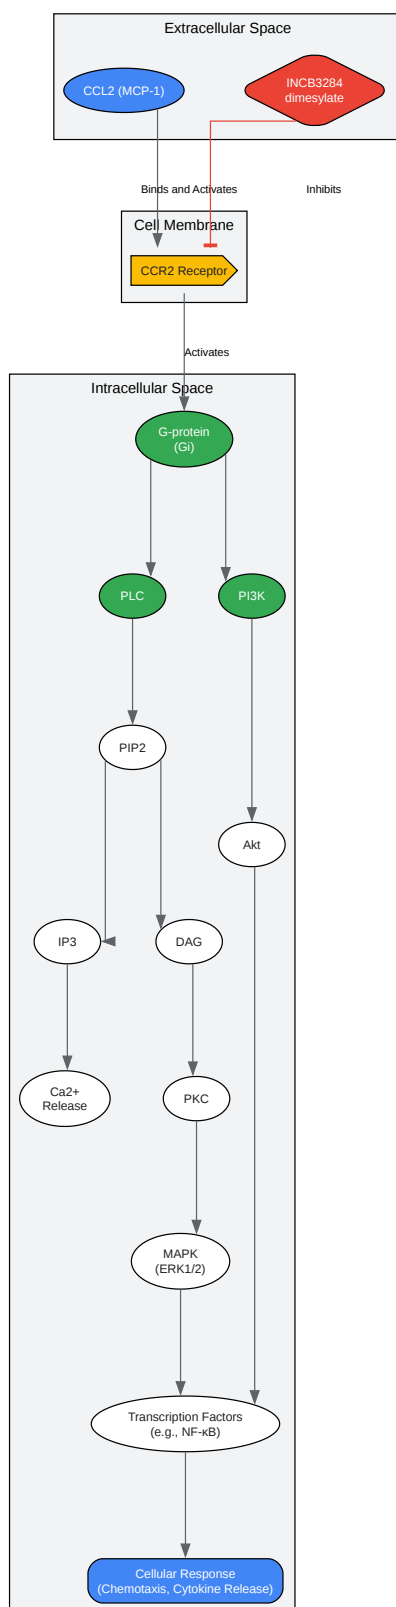 Extracellular Space
CCL2 (MCP-1)
INCB3284
dimesylate
Binds and Activates
Inhibits
Cell Membrane
CCR2 Receptor
Activates
Intracellular Space
G-protein
(Gi)
PLC
PI3K
PIP2
Akt
IP3
DAG
Ca2+
Release
PKC
MAPK
(ERK1/2)
Transcription Factors
(e.g., NF-κB)
Cellular Response
(Chemotaxis, Cytokine Release)